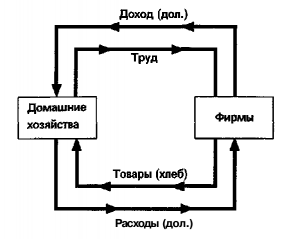 Доход (дол.)
Труд
Домашние
хозяйства
Фирмы
Товары (хлеб)
Расходы (дол.)